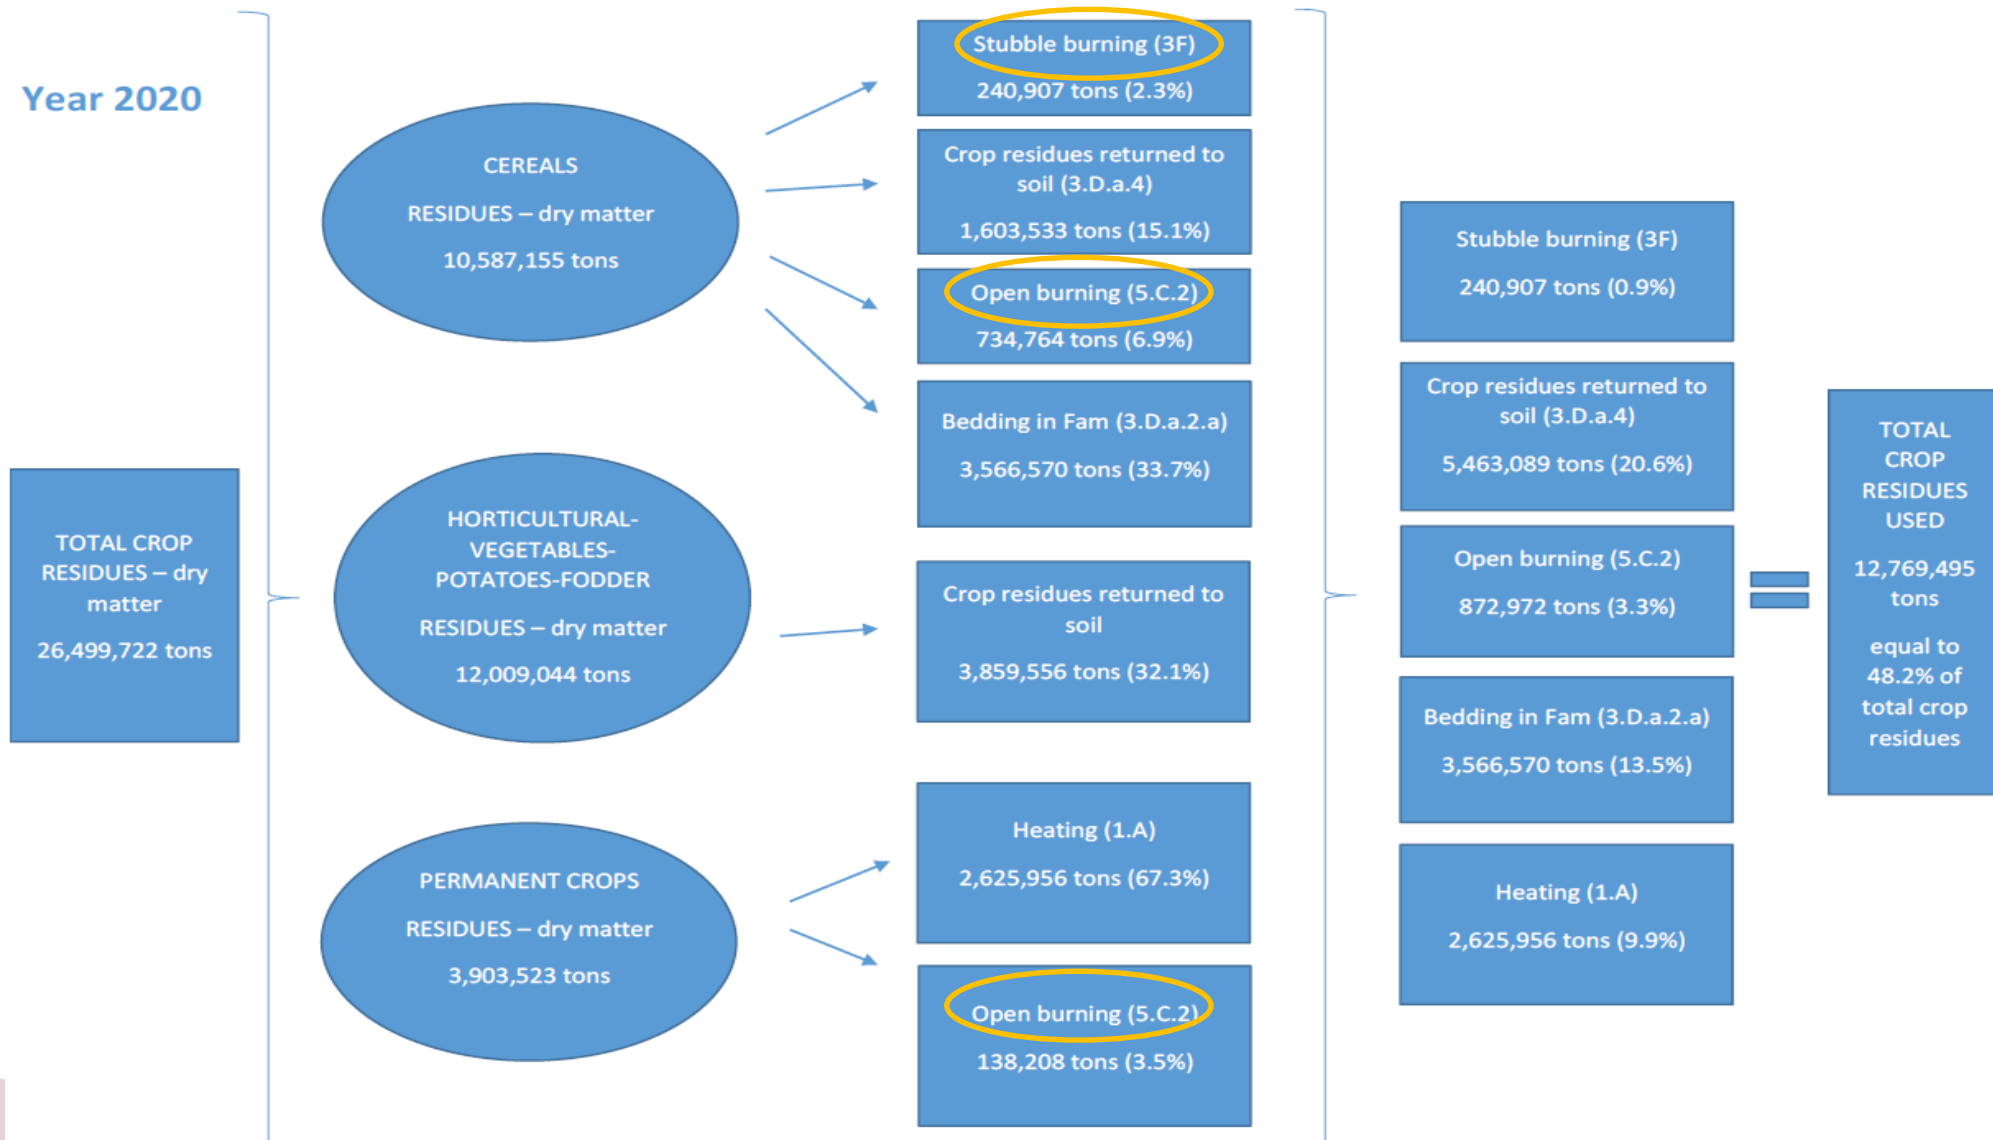 Year 2020
TOTAL CROP
RESIDUES – dry
matter
26,499,722 tons
CEREALS
RESIDUES – dry matter
10,587,155 tons
HORTICULTURAL-
VEGETABLES-
POTATOES-FODDER
RESIDUES – dry matter
12,009,044 tons
PERMANENT CROPS
RESIDUES – dry matter
3,903,523 tons
Stubble burning (3F)
240,907 tons (2.3%)
Crop residues returned to
soil (3.D.a.4)
1,603,533 tons (15.1%)
Open burning (5.C.2)
734,764 tons (6.9%)
Bedding in Fam (3.D.a.2.a)
3,566,570 tons (33.7%)
Crop residues returned to
soil
3,859,556 tons (32.1%)
Heating (1.A)
2,625,956 tons (67.3%)
Open burning (5.C.2)
138,208 tons (3.5%)
Stubble burning (3F)
240,907 tons (0.9%)
Crop residues returned to
soil (3.D.a.4)
5,463,089 tons (20.6%)
Open burning (5.C.2)
872,972 tons (3.3%)
Bedding in Fam (3.D.a.2.a)
3,566,570 tons (13.5%)
Heating (1.A)
2,625,956 tons (9.9%)
TOTAL
CROP
RESIDUES
USED
12,769,495
tons
equal to
48.2% of
total crop
residues